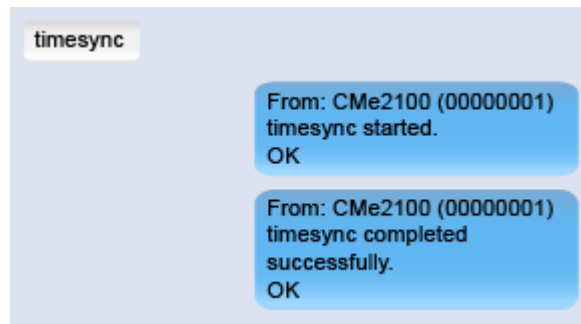 timesync
From: CMe2100 (00000001)
timesync started.
OK
From: CMe2100 (00000001)
timesync completed
successfully.
OK